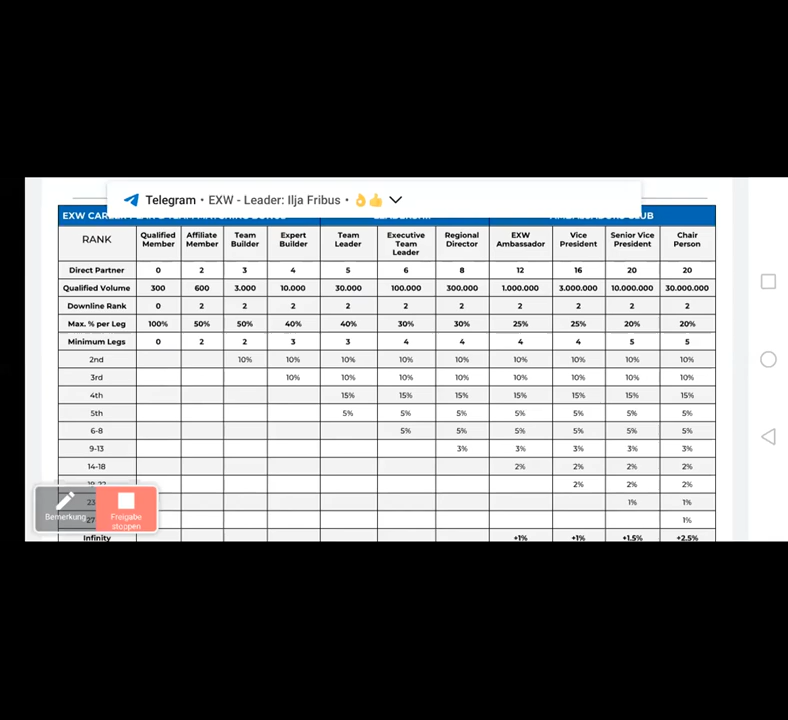 Telegram • EXW - Leader: Ilja Fribus • 👌👍
EXW CLUB
RANK Qualified Member Affiliate Member Team Builder Expert Builder Team Leader Executive Team Leader Regional Director EXW Ambassador Vice President Senior Vice President Chair Person
Direct Partner 0 2 3 4 5 6 8 12 16 20 20
Qualified Volume 300 600 3.000 10.000 30.000 100.000 300.000 1.000.000 3.000.000 10.000.000 30.000.000
Downline Rank 0 2 2 2 2 2 2 2 2 2 2
Max. % per Leg 100% 50% 50% 40% 40% 30% 30% 25% 25% 20% 20%
Minimum Legs 0 2 2 3 3 4 4 4 4 5 5
2nd 10% 10% 10% 10% 10% 10% 10% 10% 10%
3rd 10% 10% 10% 10% 10% 10% 10% 10%
4th 15% 15% 15% 15% 15% 15% 15%
5th 5% 5% 5% 5% 5% 5% 5%
6-8 5% 5% 5% 5% 5% 5%
9-13 3% 3% 3% 3% 3%
14-18 2% 2% 2% 2%
19-22 2% 2% 2%
23 1% 1%
27 1%
Infinity +1% +1% +1.5% +2.5%
Bemerkung
Freigabe stoppen